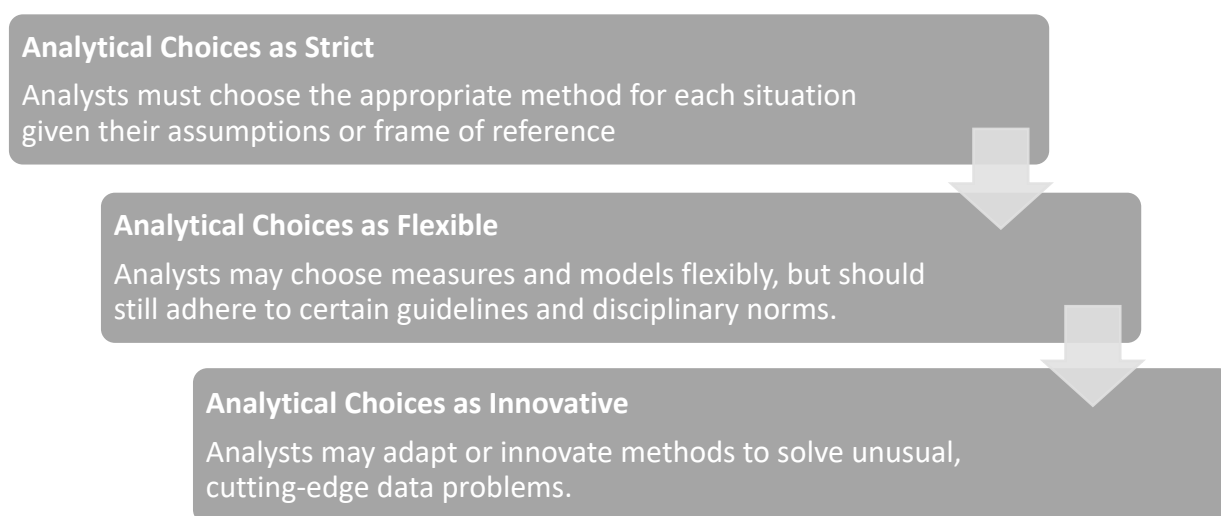 Analytical Choices as Strict
Analysts must choose the appropriate method for each situation
given their assumptions or frame of reference
Analytical Choices as Flexible
Analysts may choose measures and models flexibly, but should
still adhere to certain guidelines and disciplinary norms.
Analytical Choices as Innovative
Analysts may adapt or innovate methods to solve unusual,
cutting-edge data problems.